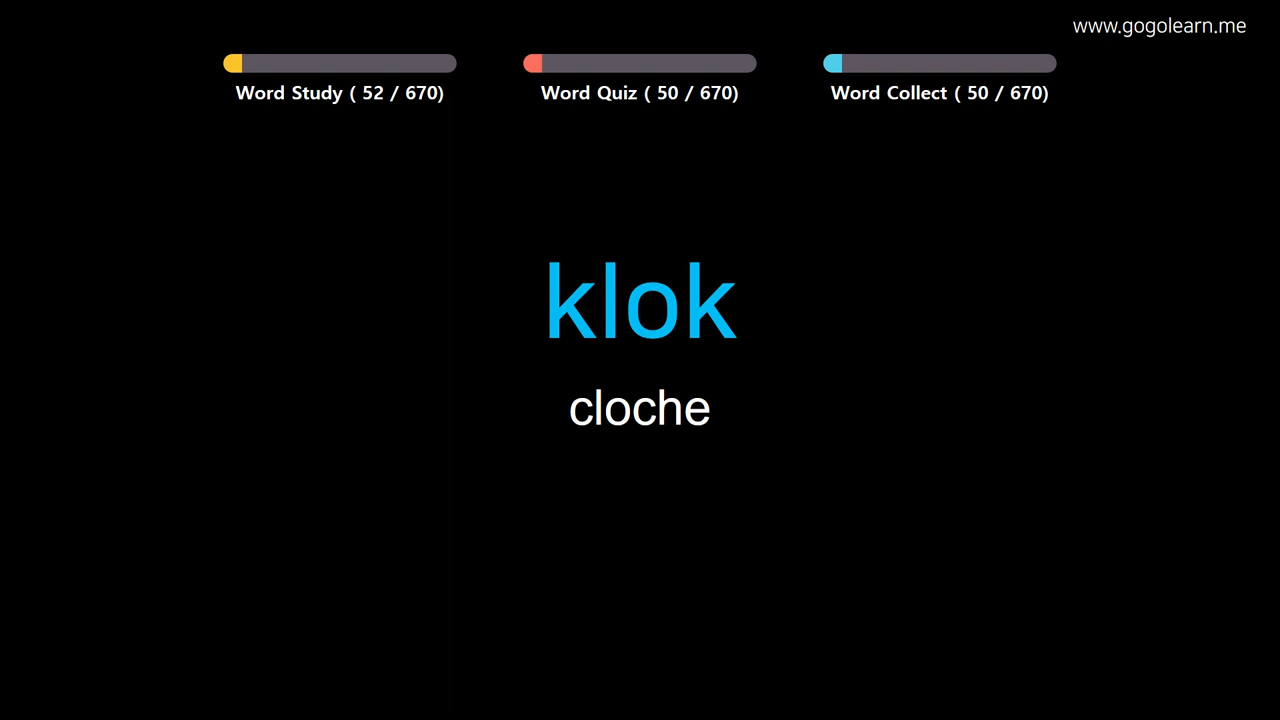 www.gogolearn.me
Word Study ( 52 / 670)
Word Quiz ( 50 / 670)
Word Collect ( 50 / 670)
klok
cloche